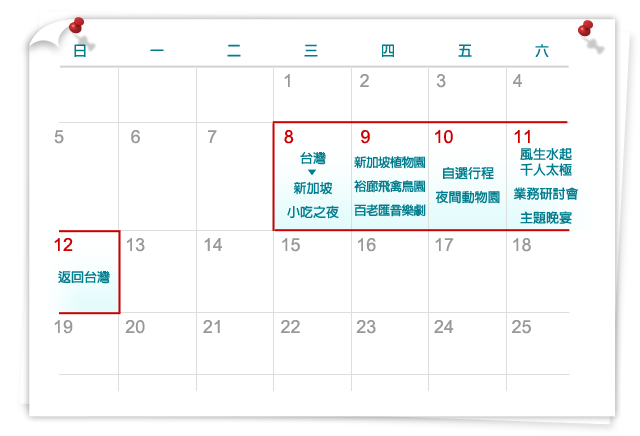 日 一 二 三 四 五 六
1 2 3 4
5 6 7 8 9 10 11
台灣
新加坡
小吃之夜
新加坡植物園
裕廊飛禽鳥園
百老匯音樂劇
自選行程
夜間動物園
風生水起
千人太極
業務研討會
主題晚宴
12 13 14 15 16 17 18
返回台灣
19 20 21 22 23 24 25